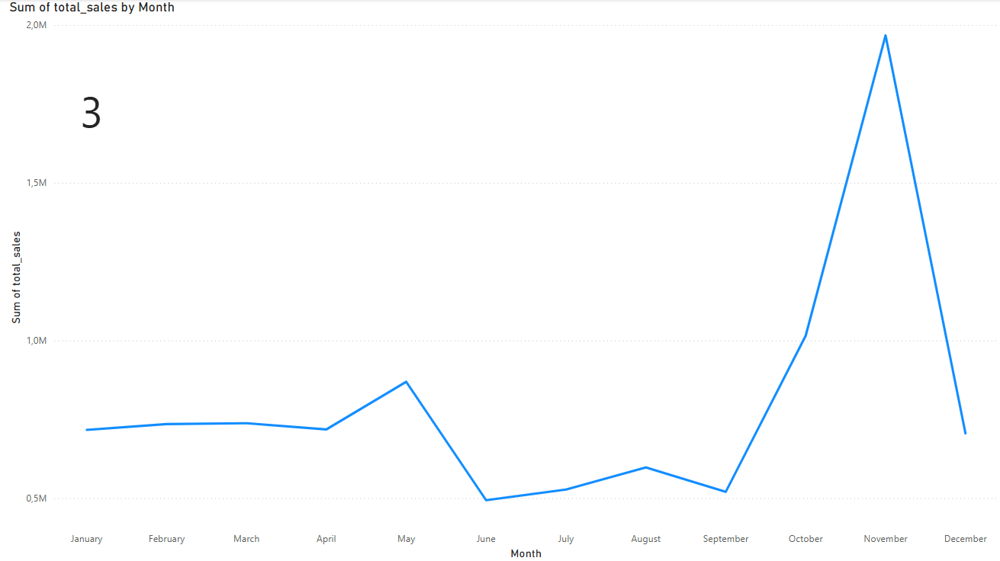 Sum of total_sales by Month
2,0M
3
1,5M
Sum of total_sales
1,0M
0,5M
January February March April May June July August September October November December
Month